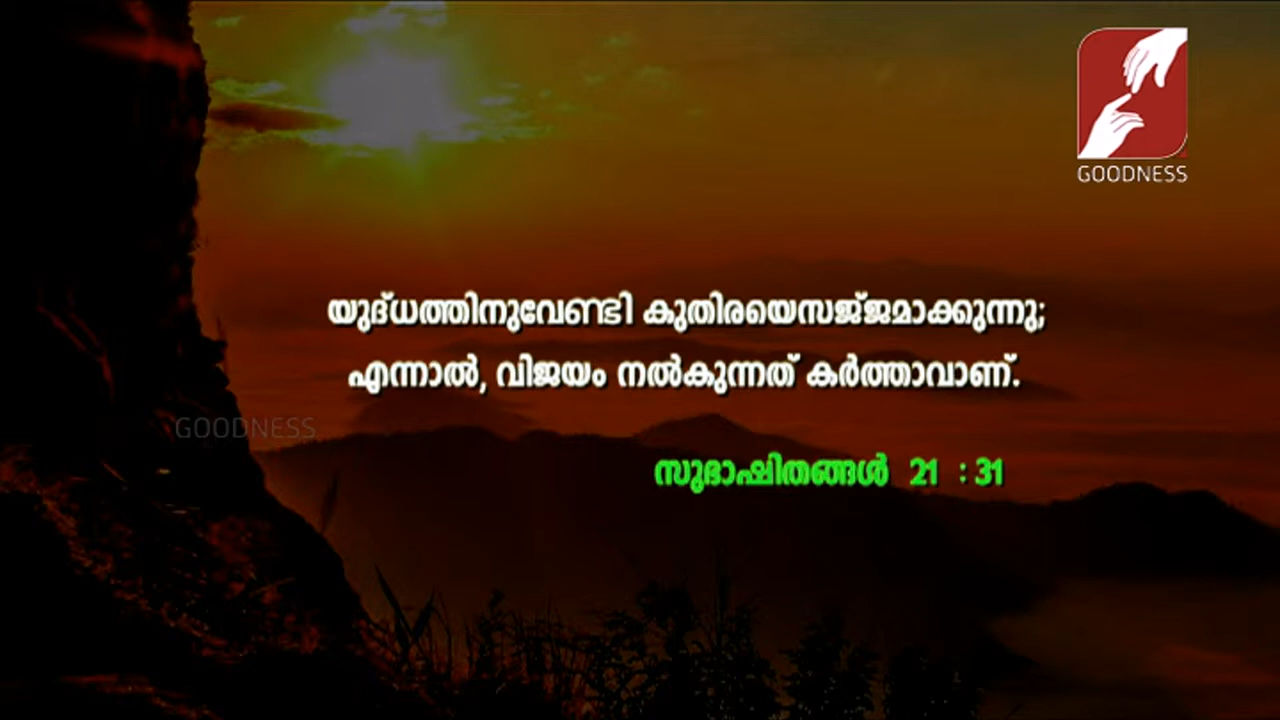 GOODNESS
യുദ്ധത്തിനുവേണ്ടി കുതിരയെസജ്ജമാക്കുന്നു;
എന്നാൽ, വിജയം നൽകുന്നത് കർത്താവാണ്.
GOODNESS
സുഭാഷിതങ്ങൾ 21 : 31